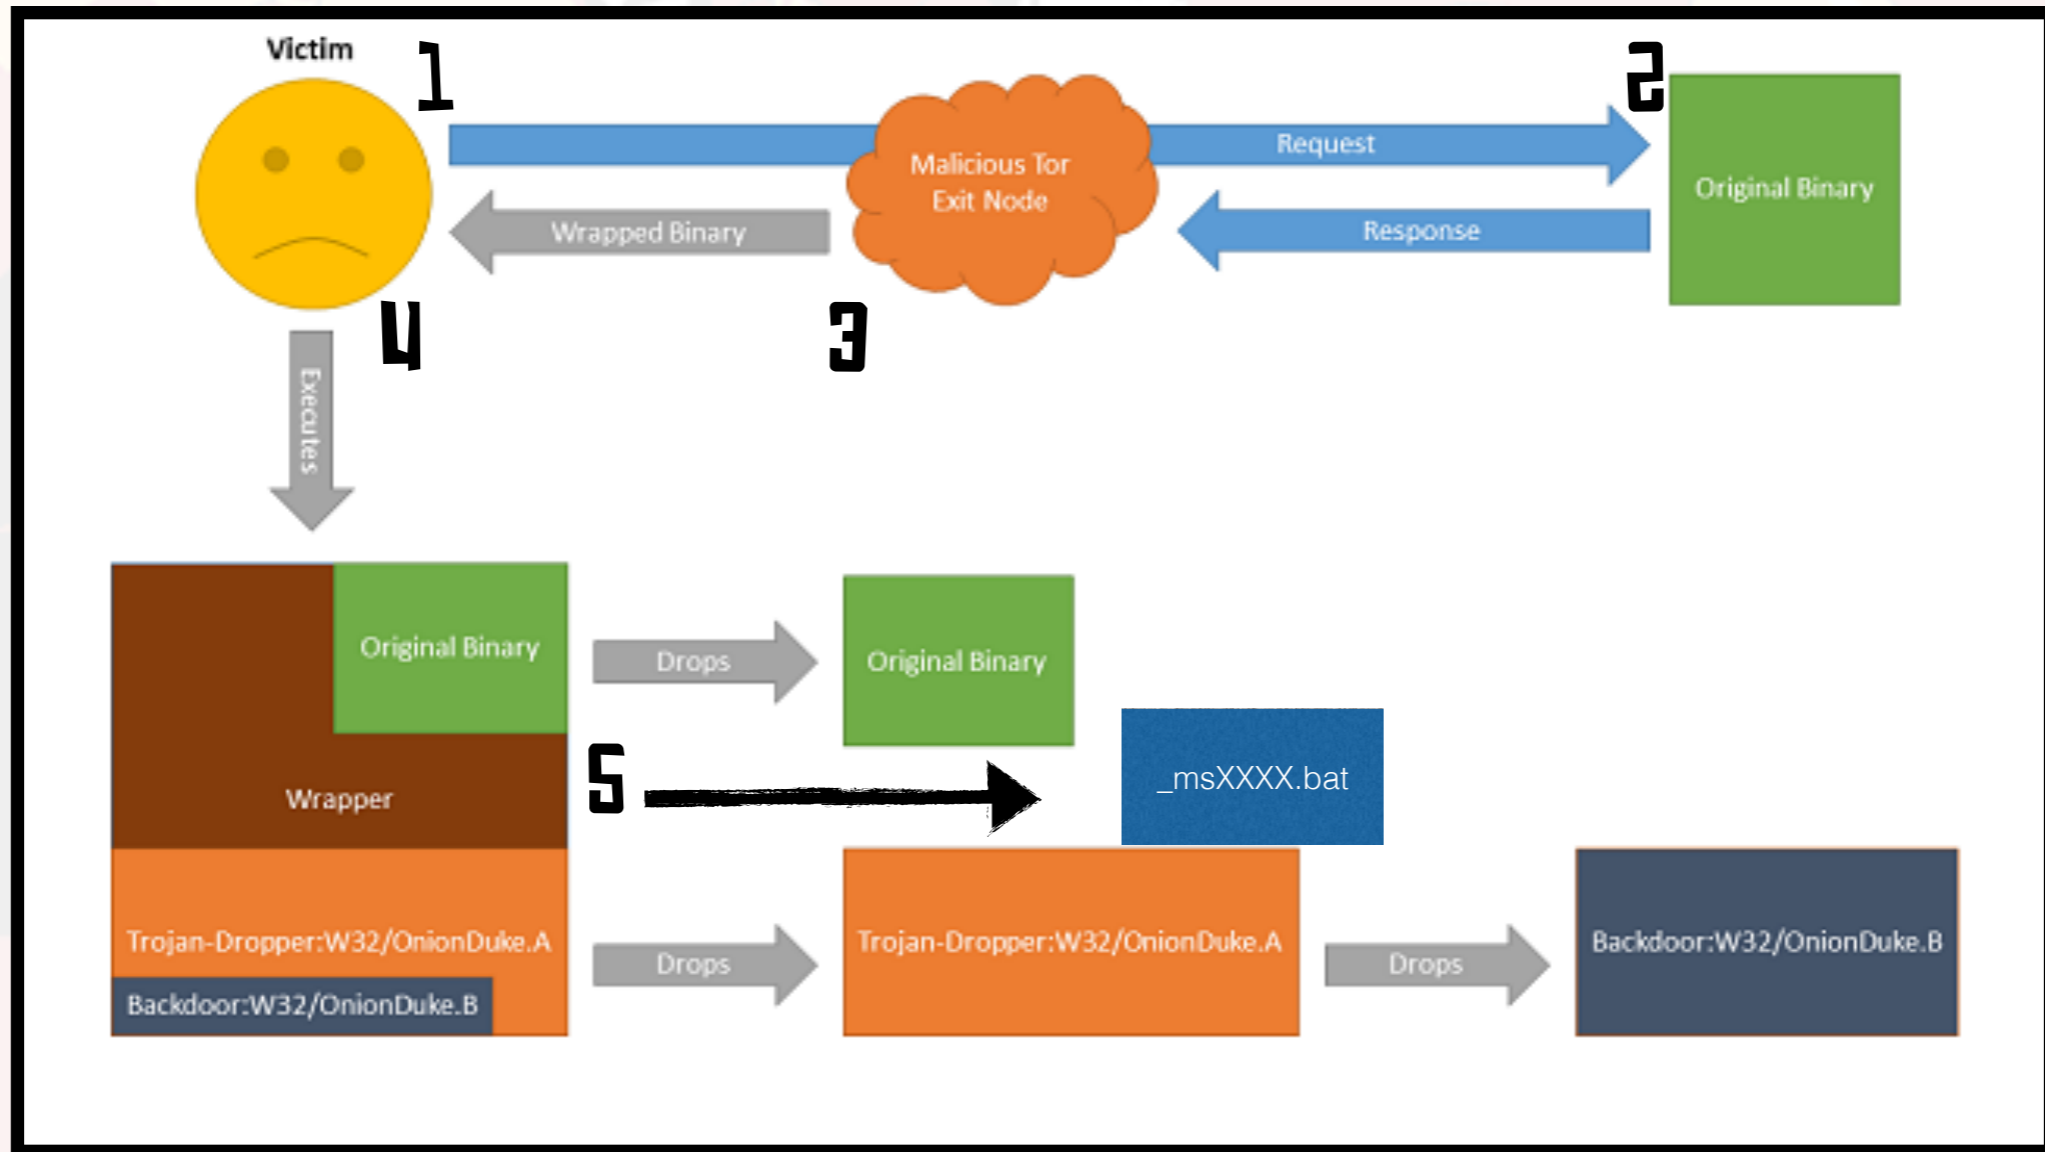 Victim
1
2
Request
Malicious Tor
Exit Node
Original Binary
Wrapped Binary
Response
4
3
Executes
Original Binary
Drops
Original Binary
Wrapper
5
_msXXXX.bat
Trojan-Dropper:W32/OnionDuke.A
Drops
Trojan-Dropper:W32/OnionDuke.A
Drops
Backdoor:W32/OnionDuke.B
Backdoor:W32/OnionDuke.B